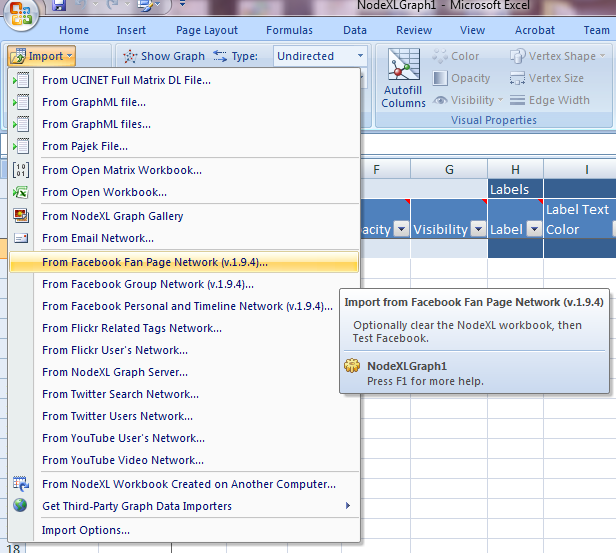 NodeXLGraph1 - Microsoft Excel
Home Insert Page Layout Formulas Data Review View Acrobat Team
Import Show Graph Type: Undirected
Autofill Columns
Color
Opacity
Visibility
Vertex Shape
Vertex Size
Edge Width
Visual Properties
From UCINET Full Matrix DL File...
From GraphML file...
From GraphML files...
From Pajek File...
From Open Matrix Workbook...
From Open Workbook...
From NodeXL Graph Gallery
From Email Network...
From Facebook Fan Page Network (v.1.9.4)...
From Facebook Group Network (v.1.9.4)...
From Facebook Personal and Timeline Network (v.1.9.4)...
From Flickr Related Tags Network...
From Flickr User's Network...
From NodeXL Graph Server...
From Twitter Search Network...
From Twitter Users Network...
From YouTube User's Network...
From YouTube Video Network...
From NodeXL Workbook Created on Another Computer...
Get Third-Party Graph Data Importers
Import Options...
F G H I
Labels
acity Visibility Label Label Text Color
Import from Facebook Fan Page Network (v.1.9.4)
Optionally clear the NodeXL workbook, then
Test Facebook.
NodeXLGraph1
Press F1 for more help.
18